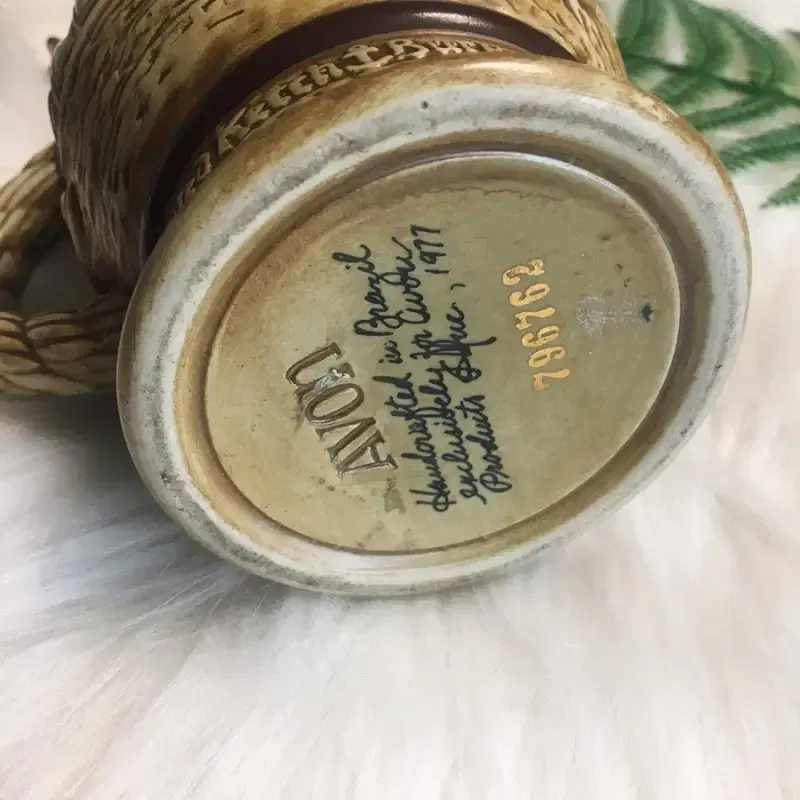 AVON
Handcrafted in Brazil
exclusively for Avon
Products Inc., 1977
796762